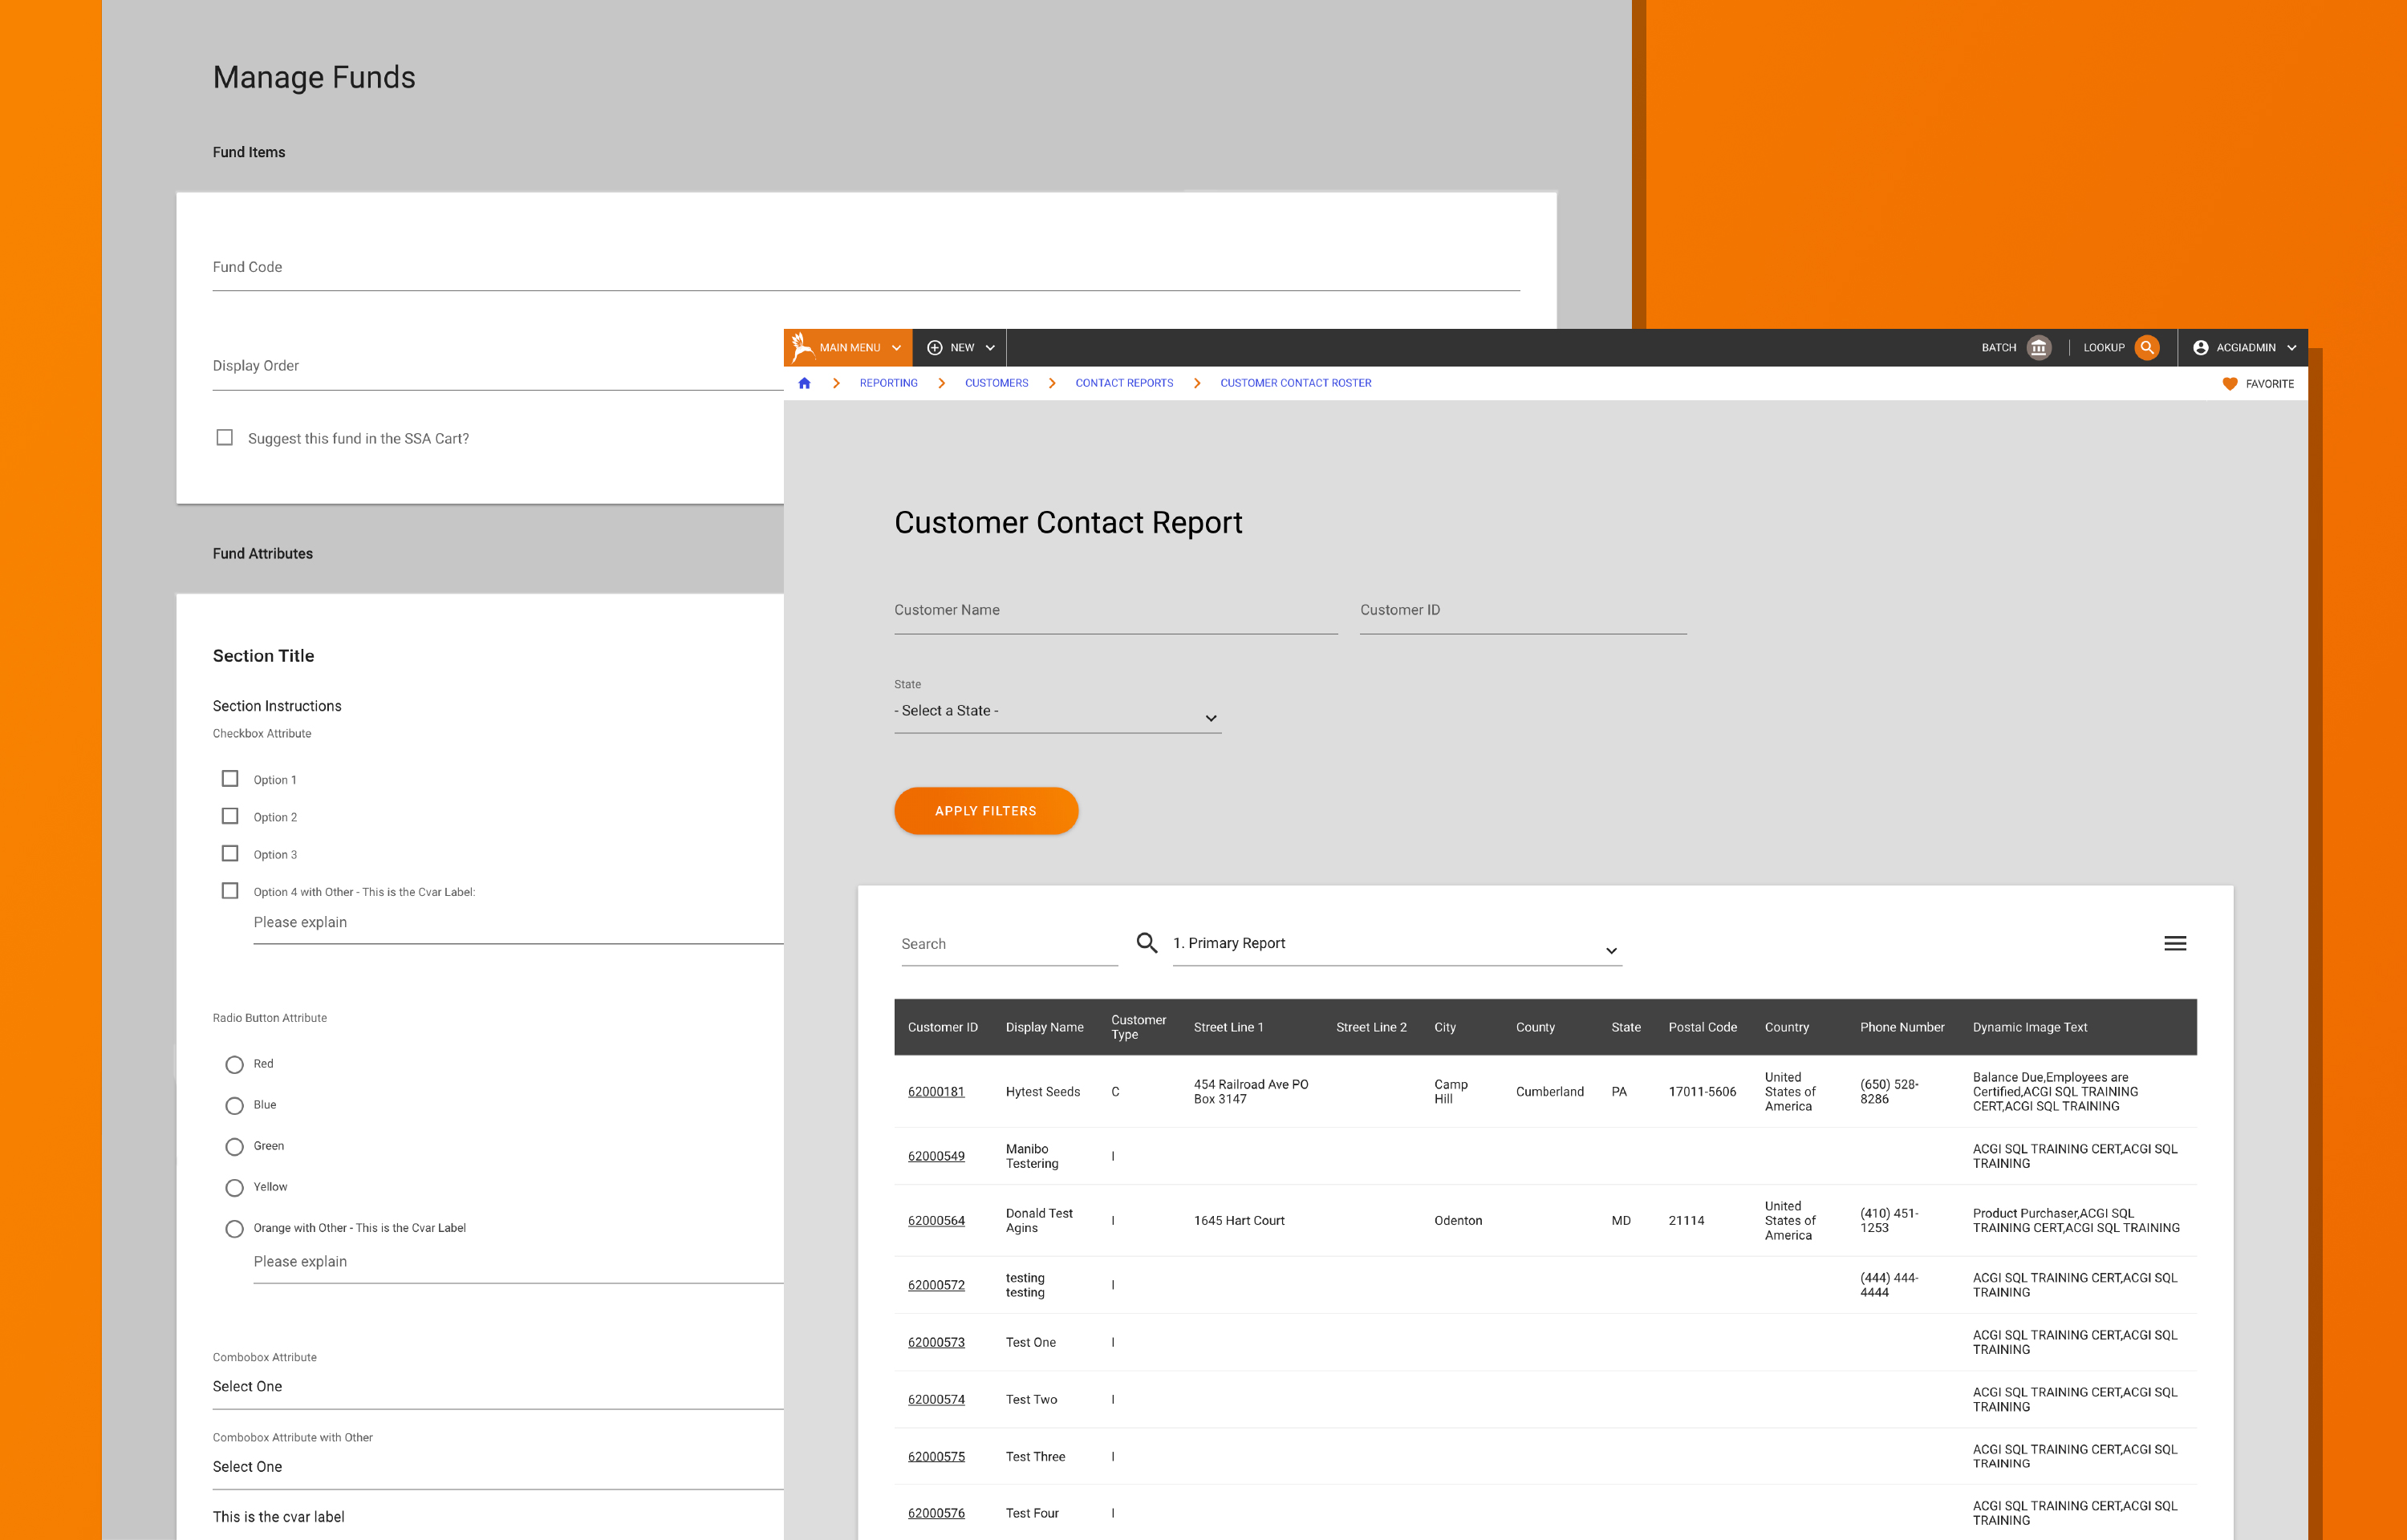 Manage Funds
Fund Items
Fund Code
Display Order
Suggest this fund in the SSA Cart?
Fund Attributes
Section Title
Section Instructions
Checkbox Attribute
Option 1
Option 2
Option 3
Option 4 with Other - This is the Cvar Label:
Please explain
Radio Button Attribute
Red
Blue
Green
Yellow
Orange with Other - This is the Cvar Label
Please explain
Combobox Attribute
Select One
Combobox Attribute with Other
Select One
This is the cvar label
MAIN MENU NEW BATCH LOOKUP ACGIADMIN
REPORTING CUSTOMERS CONTACT REPORTS CUSTOMER CONTACT ROSTER FAVORITE
Customer Contact Report
Customer Name Customer ID
State
- Select a State -
APPLY FILTERS
Search 1. Primary Report
Customer ID Display Name Customer Type Street Line 1 Street Line 2 City County State Postal Code Country Phone Number Dynamic Image Text
62000181 Hytest Seeds C 454 Railroad Ave PO Box 3147 Camp Hill Cumberland PA 17011-5606 United States of America (650) 528-8286 Balance Due,Employees are Certified,ACGI SQL TRAINING CERT,ACGI SQL TRAINING
62000549 Manibo Testering I ACGI SQL TRAINING CERT,ACGI SQL TRAINING
62000564 Donald Test Agins I 1645 Hart Court Odenton MD 21114 United States of America (410) 451-1253 Product Purchaser,ACGI SQL TRAINING CERT,ACGI SQL TRAINING
62000572 testing testing I (444) 444-4444 ACGI SQL TRAINING CERT,ACGI SQL TRAINING
62000573 Test One I ACGI SQL TRAINING CERT,ACGI SQL TRAINING
62000574 Test Two I ACGI SQL TRAINING CERT,ACGI SQL TRAINING
62000575 Test Three I ACGI SQL TRAINING CERT,ACGI SQL TRAINING
62000576 Test Four I ACGI SQL TRAINING CERT,ACGI SQL TRAINING